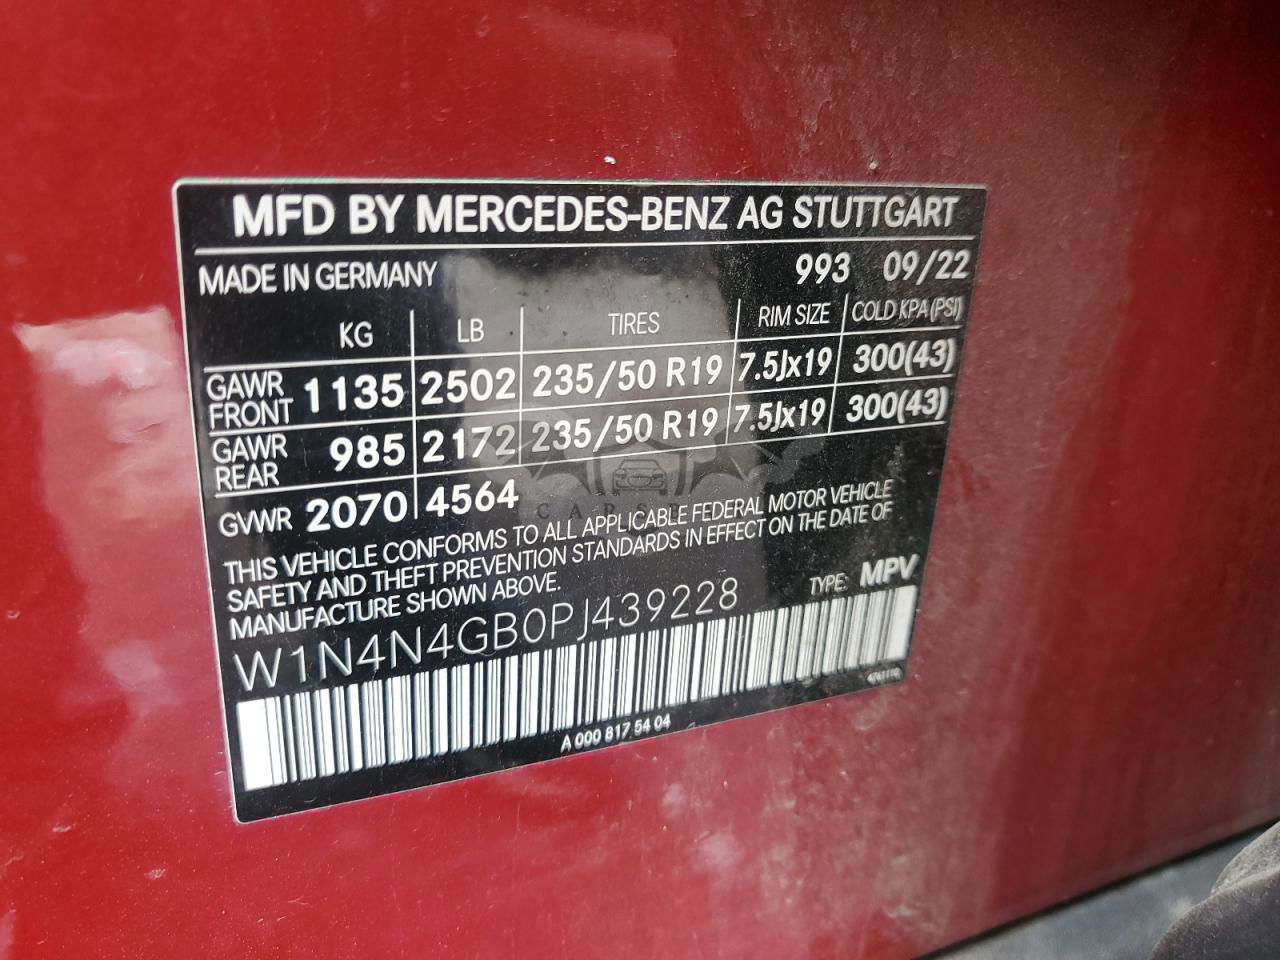 MFD BY MERCEDES-BENZ AG STUTTGART
MADE IN GERMANY 993 09/22
KG LB TIRES RIM SIZE COLD KPA(PSI)
GAWR FRONT 1135 2502 235/50 R19 7.5Jx19 300(43)
GAWR REAR 985 2172 235/50 R19 7.5Jx19 300(43)
GVWR 2070 4564
THIS VEHICLE CONFORMS TO ALL APPLICABLE FEDERAL MOTOR VEHICLE
SAFETY AND THEFT PREVENTION STANDARDS IN EFFECT ON THE DATE OF
MANUFACTURE SHOWN ABOVE.
TYPE: MPV
W1N4N4GB0PJ439228
A 000 817 54 04